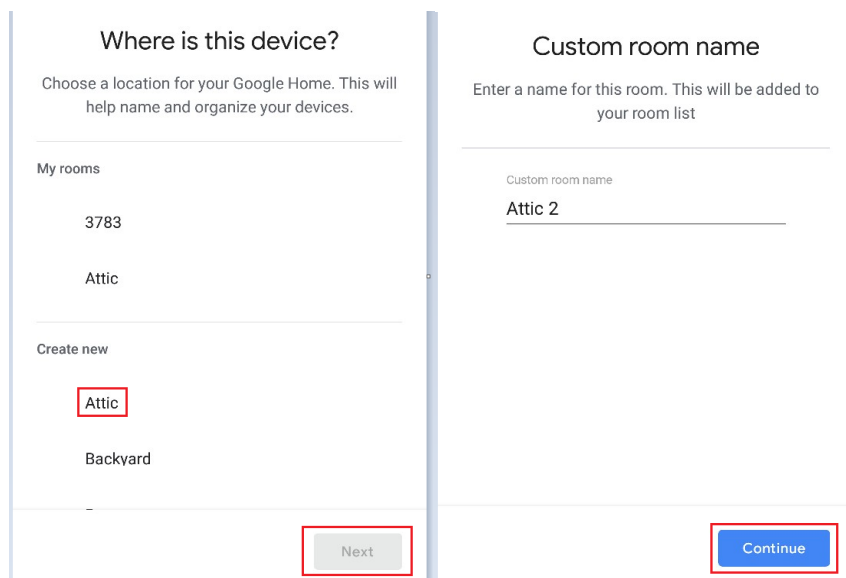 Where is this device?
Choose a location for your Google Home. This will
help name and organize your devices.
My rooms
3783
Attic
Create new
Attic
Backyard
Next
Custom room name
Enter a name for this room. This will be added to
your room list
Custom room name
Attic 2
Continue